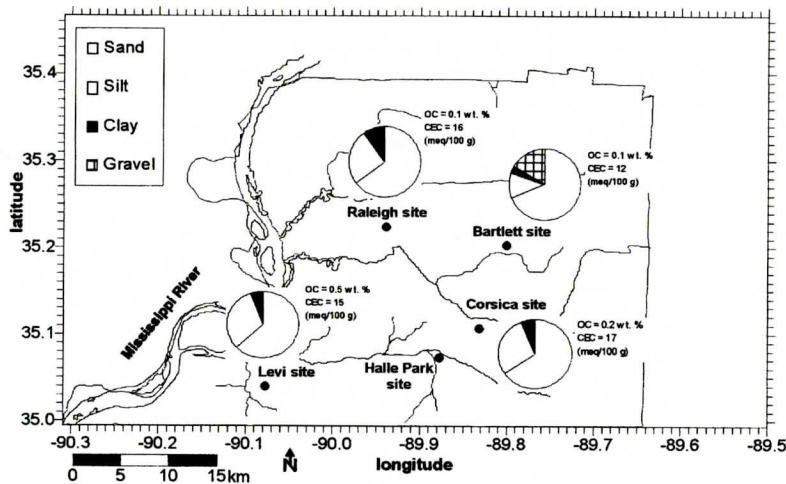 Sand
Silt
Clay
Gravel
35.4
35.3
35.2
35.1
35.0
latitude
OC = 0.1 wt. %
CEC = 16
(meq/100 g)
Raleigh site
OC = 0.1 wt. %
CEC = 12
(meq/100 g)
Bartlett site
Mississippi River
OC = 0.5 wt. %
CEC = 15
(meq/100 g)
Levi site
Halle Park
site
Corsica site
OC = 0.2 wt. %
CEC = 17
(meq/100 g)
-90.3 -90.2 -90.1 -90.0 -89.9 -89.8 -89.7 -89.6 -89.5
longitude
N
0 5 10 15km